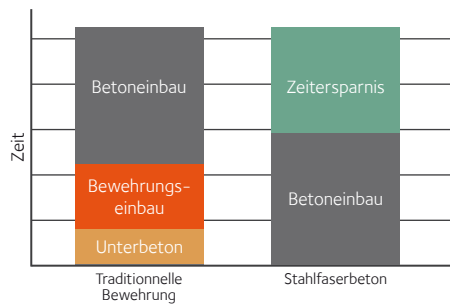 Zeit
Betoneinbau
Bewehrungs-
einbau
Unterbeton
Zeitersparnis
Betoneinbau
Traditionelle
Bewehrung
Stahlfaserbeton